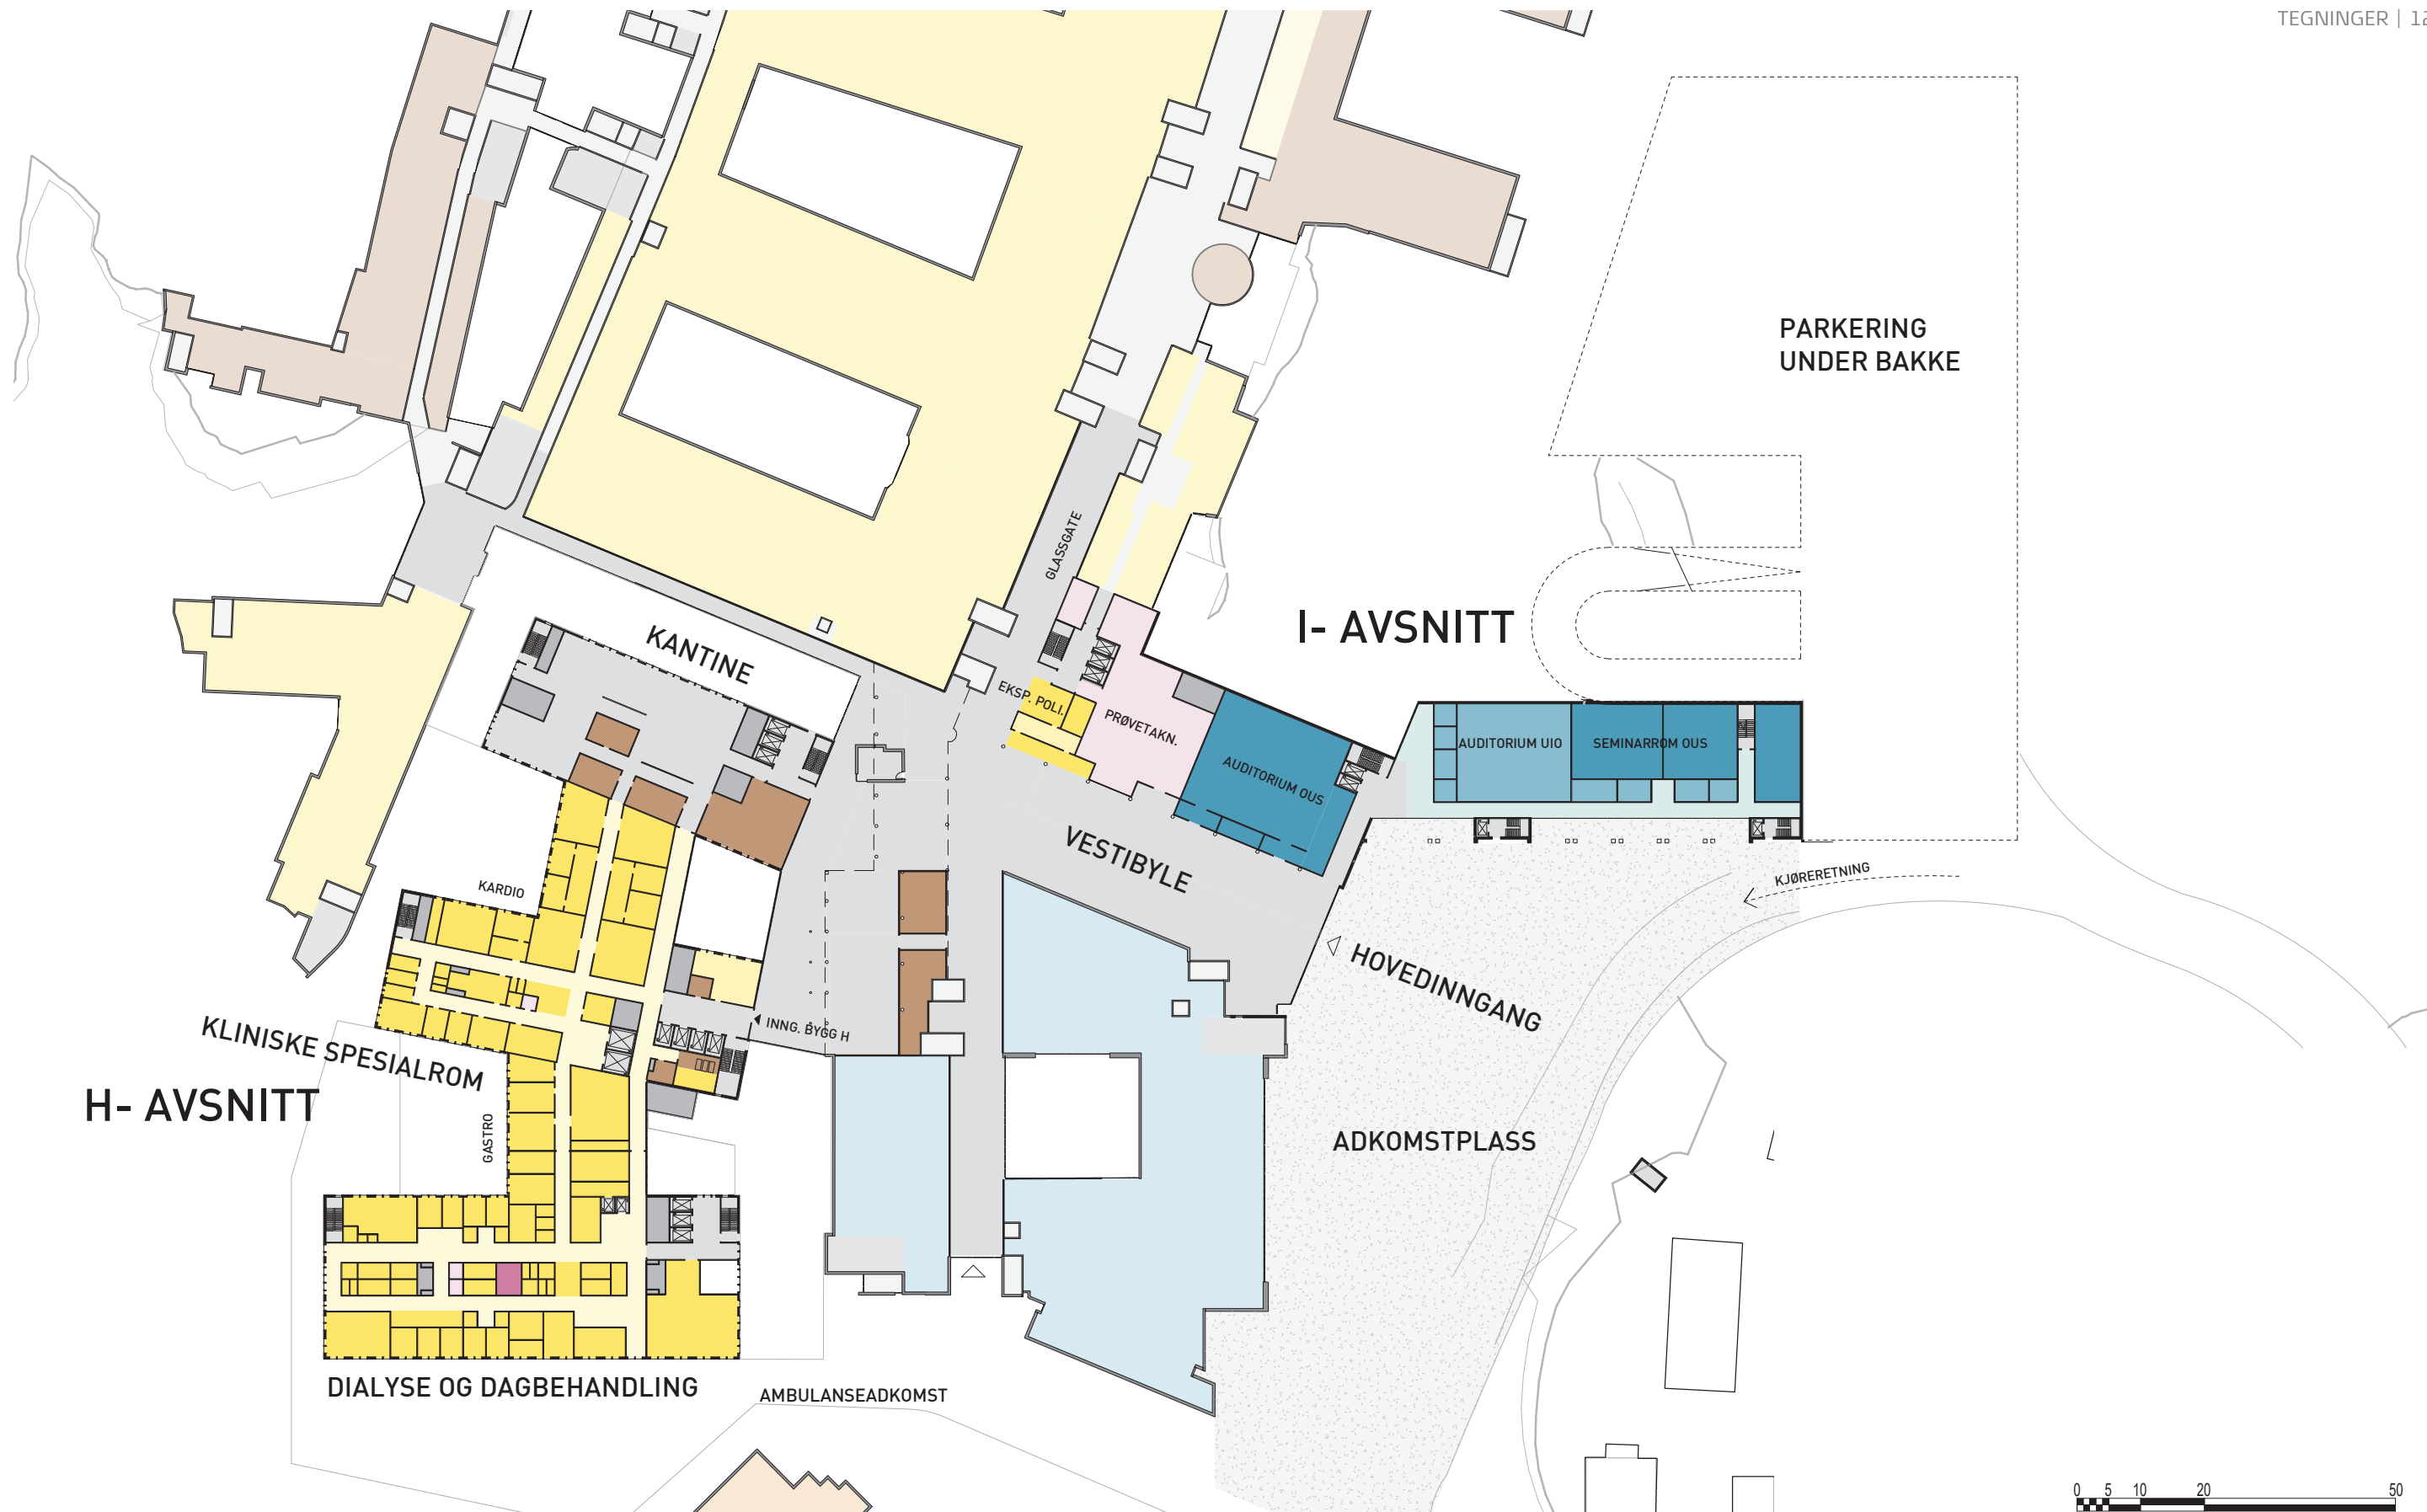 TEGNINGER | 12
PARKERING
UNDER BAKKE
GLASSGATE
I- AVSNITT
KANTINE
EKSP. POLI.
PRØVETAKN.
AUDITORIUM OUS
AUDITORIUM UIO
SEMINARROM OUS
VESTIBYLE
KJØRERETNING
KARDIO
HOVEDINNGANG
INNG. BYGG H
KLINISKE SPESIALROM
H- AVSNITT
GASTRO
ADKOMSTPLASS
DIALYSE OG DAGBEHANDLING
AMBULANSEADKOMST
0 5 10 20 50